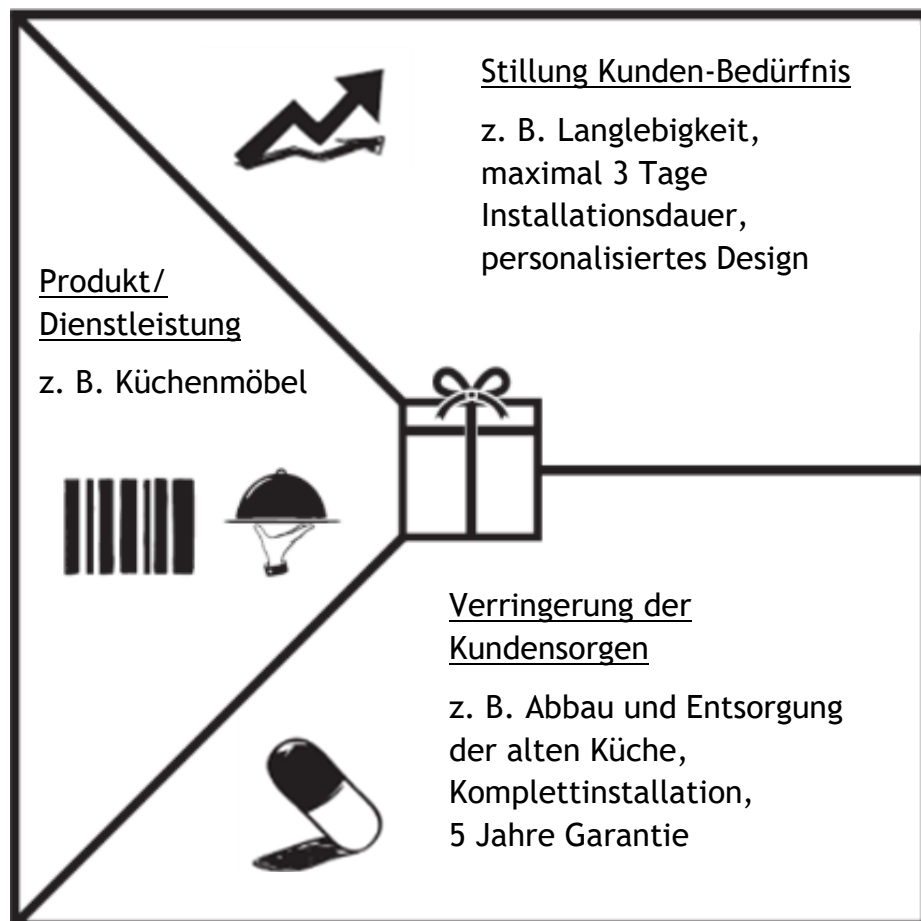 Stillung Kunden-Bedürfnis
z. B. Langlebigkeit,
maximal 3 Tage
Installationsdauer,
personalisiertes Design
Produkt/
Dienstleistung
z. B. Küchenmöbel
Verringerung der
Kundensorgen
z. B. Abbau und Entsorgung
der alten Küche,
Komplettinstallation,
5 Jahre Garantie